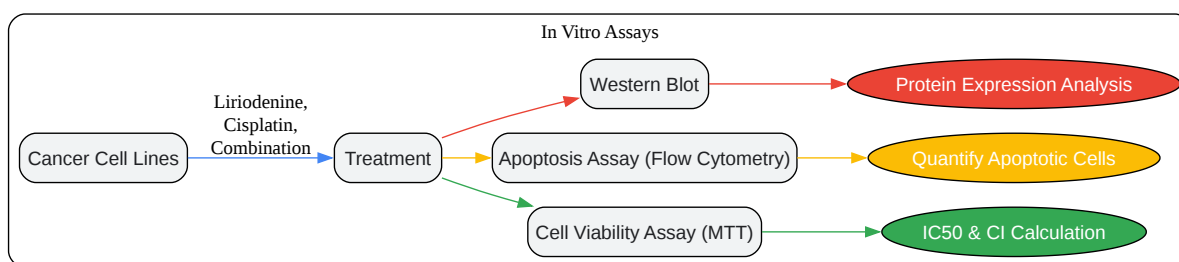 In Vitro Assays
Cancer Cell Lines
Liriodenine,
Cisplatin,
Combination
Treatment
Western Blot
Protein Expression Analysis
Apoptosis Assay (Flow Cytometry)
Quantify Apoptotic Cells
Cell Viability Assay (MTT)
IC50 & CI Calculation